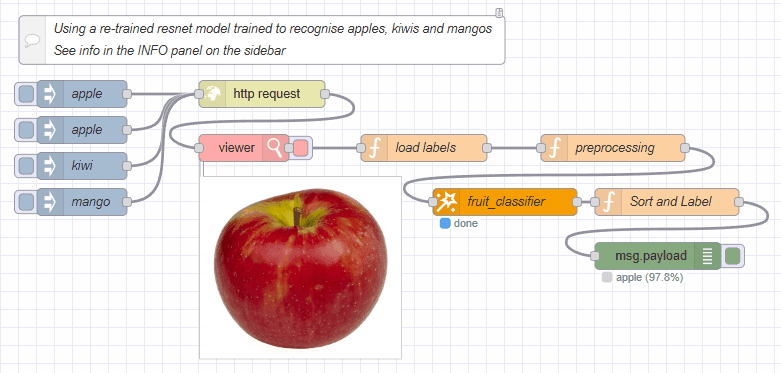 Using a re-trained resnet model trained to recognise apples, kiwis and mangos
See info in the INFO panel on the sidebar
apple
http request
apple
viewer
load labels
preprocessing
kiwi
mango
fruit_classifier
Sort and Label
done
msg.payload
apple (97.8%)